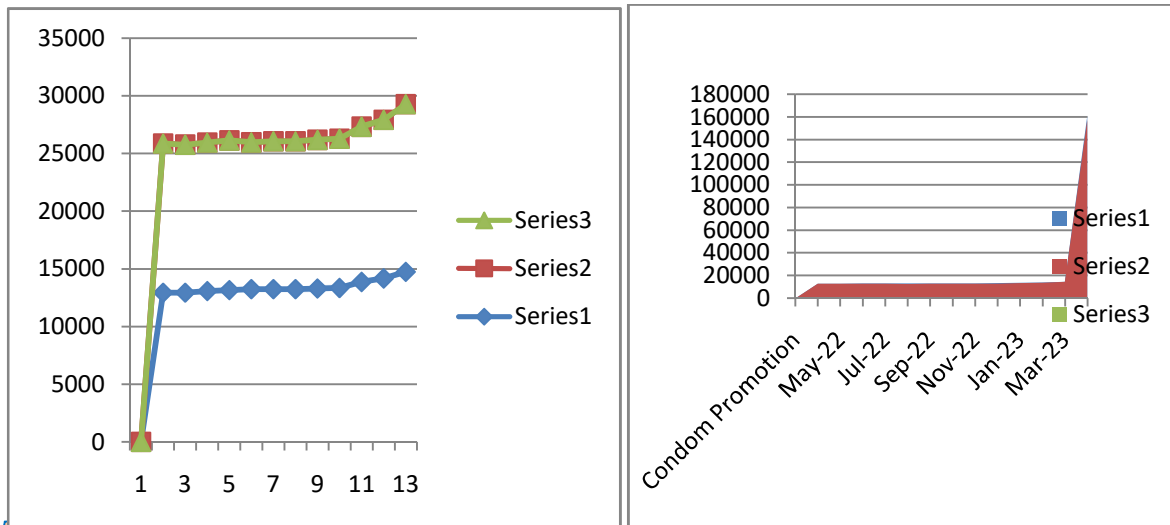 35000
30000
25000
20000
15000
10000
5000
0
1 3 5 7 9 11 13
Series3
Series2
Series1
180000
160000
140000
120000
100000
80000
60000
40000
20000
0
Condom Promotion
May-22
Jul-22
Sep-22
Nov-22
Jan-23
Mar-23
Series1
Series2
Series3